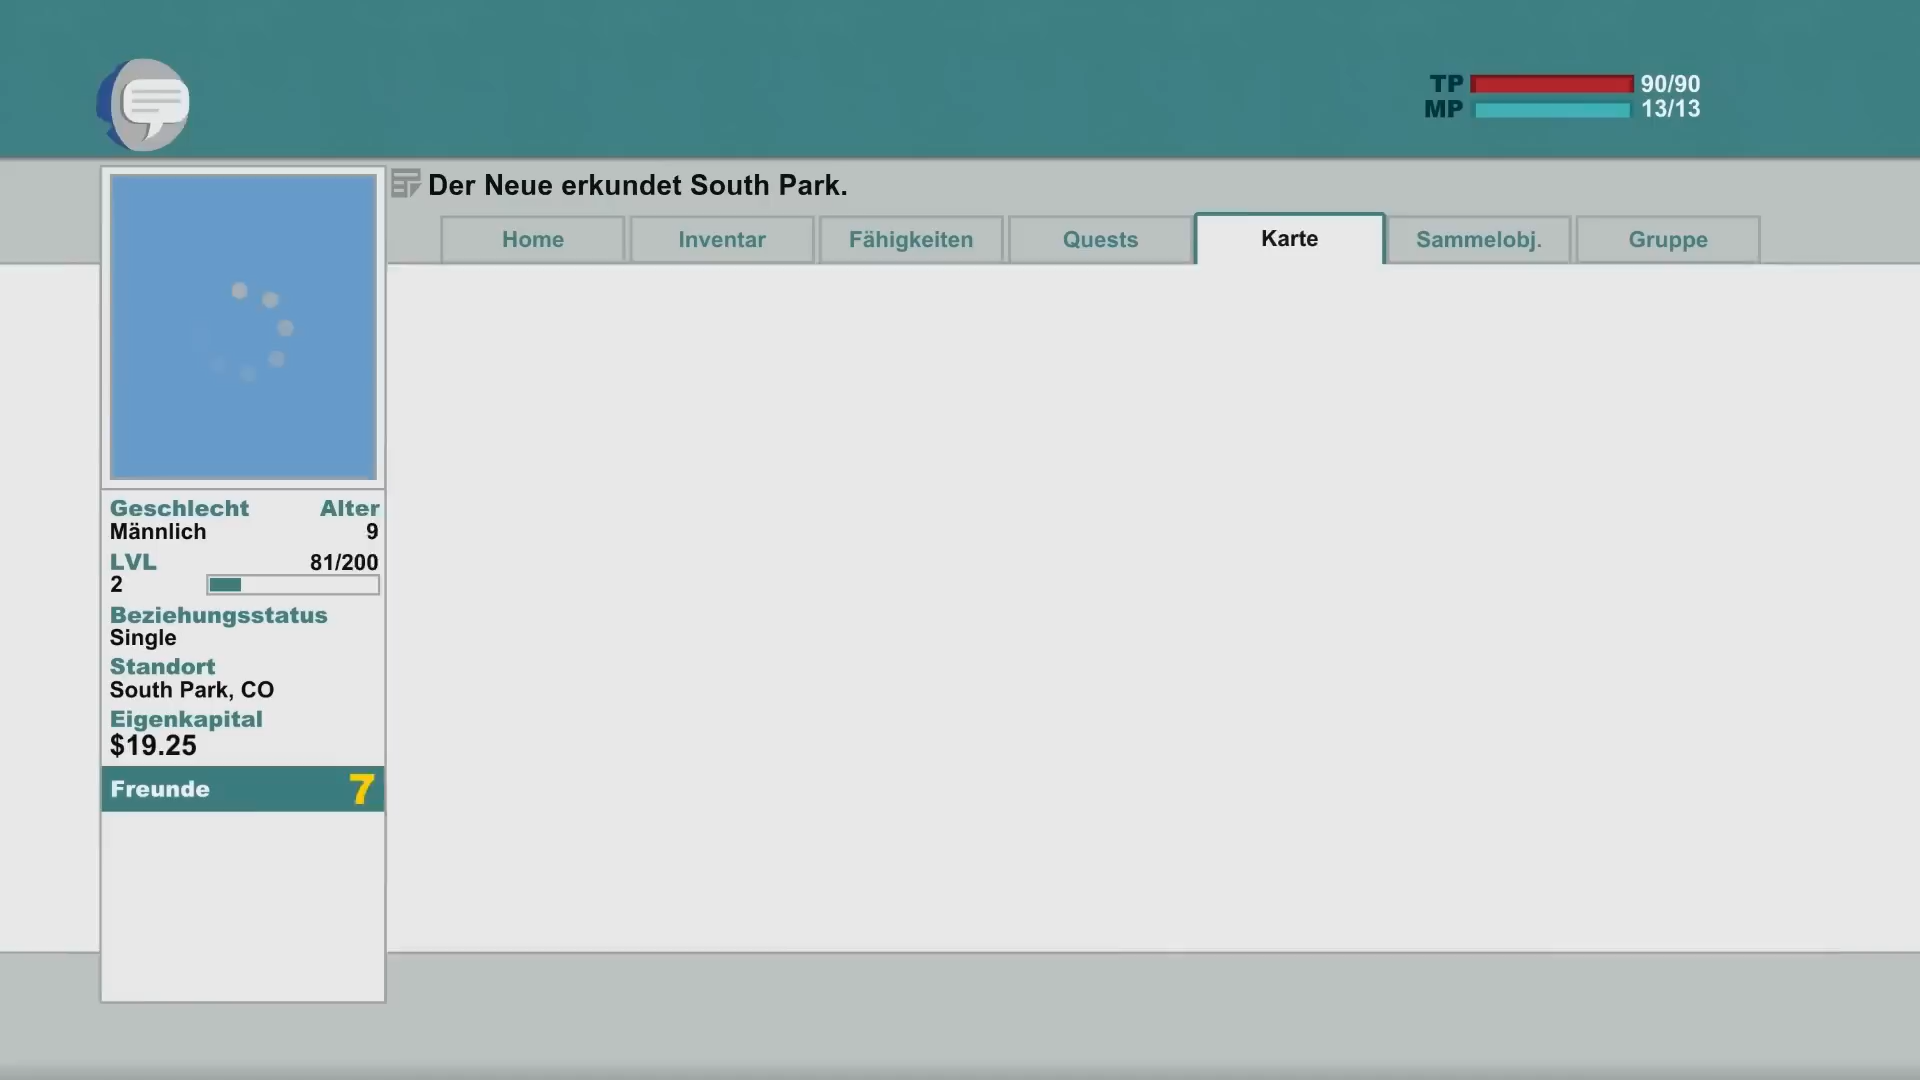 TP 90/90
MP 13/13
Der Neue erkundet South Park.
Home Inventar Fähigkeiten Quests Karte Sammelobj. Gruppe
Geschlecht Alter
Männlich 9
LVL 81/200
2
Beziehungsstatus
Single
Standort
South Park, CO
Eigenkapital
$19.25
Freunde 7